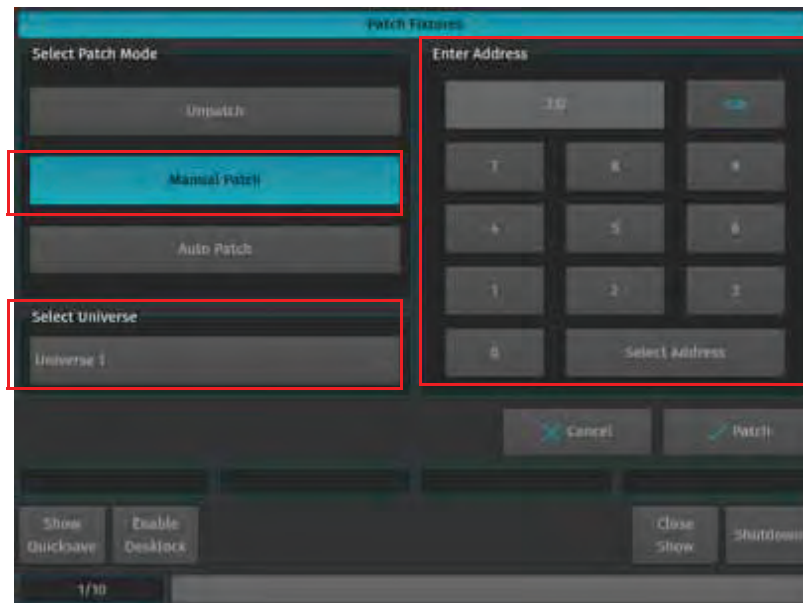 Patch Fixtures
Select Patch Mode
Unpatch
Manual Patch
Auto Patch
Select Universe
Universe 1
Enter Address
7 8 9
4 5 6
1 2 3
0 Select Address
Cancel Patch
Show Quicksave
Enable Desklock
Close Show
Shutdown
1/10